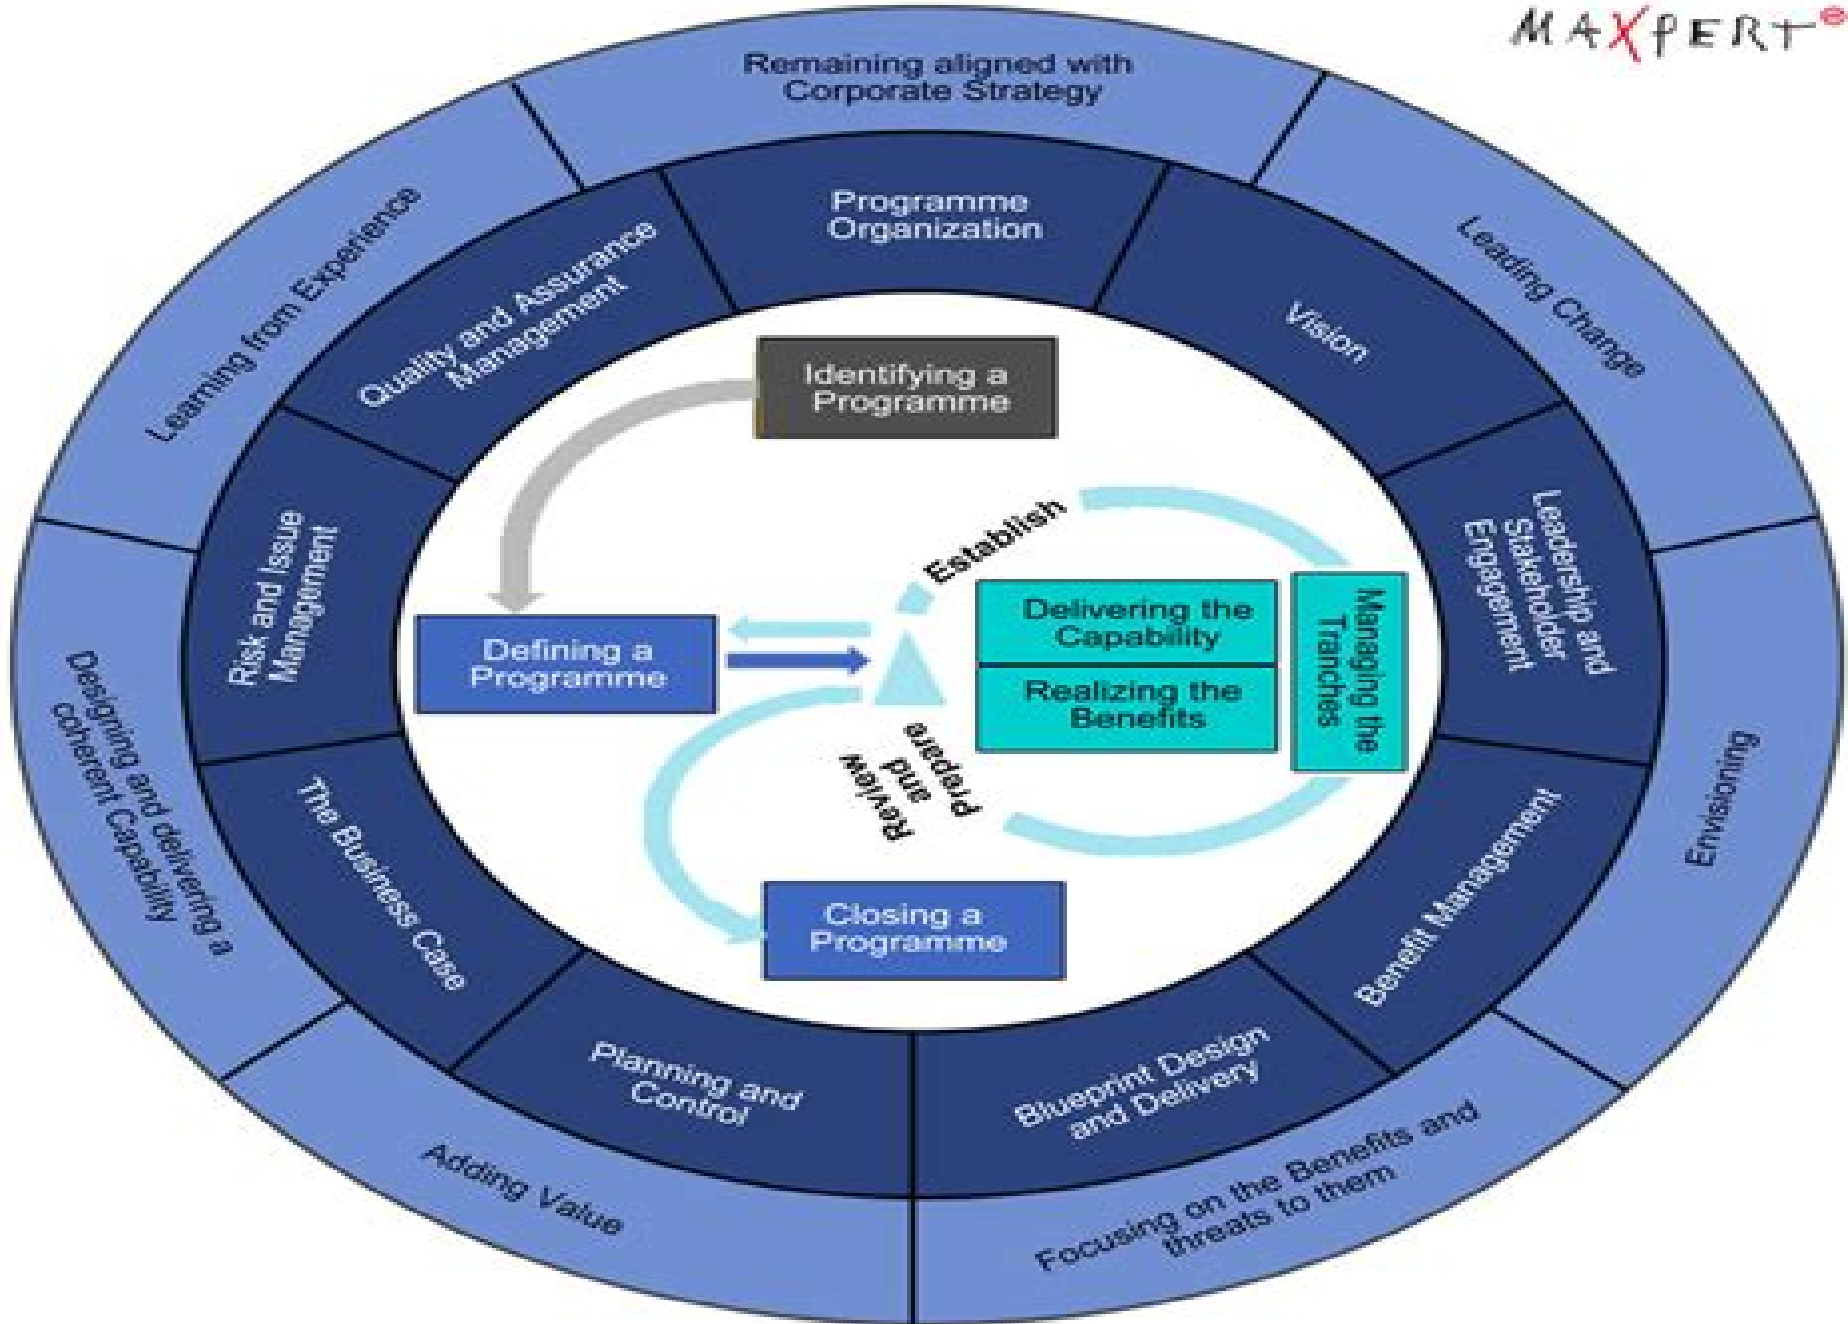 MAXPERT®
Remaining aligned with
Corporate Strategy
Leading Change
Envisioning
Focusing on the Benefits and
threats to them
Adding Value
Designing and delivering a
coherent Capability
Learning from Experience
Programme
Organization
Vision
Leadership and
Stakeholder
Engagement
Benefit Management
Blueprint Design
and Delivery
Planning and
Control
The Business Case
Risk and Issue
Management
Quality and Assurance
Management
Identifying a
Programme
Establish
Defining a
Programme
Delivering the
Capability
Realizing the
Benefits
Managing the
Tranches
Review
and
Prepare
Closing a
Programme